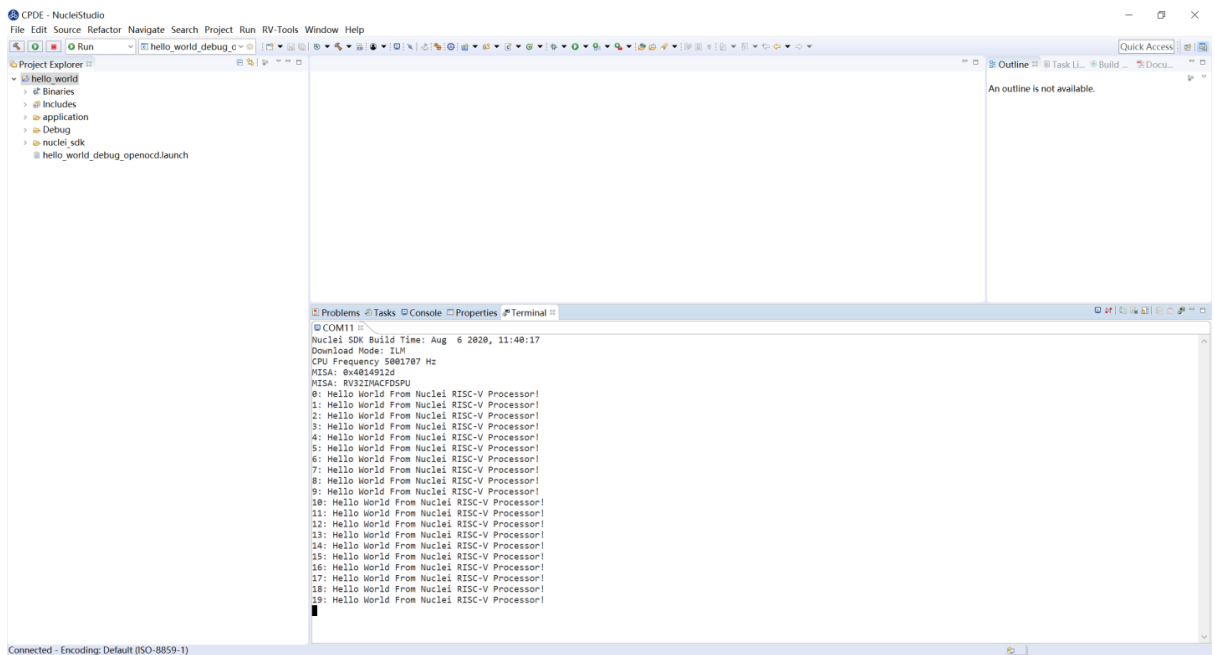 CPDE - NucleiStudio
File Edit Source Refactor Navigate Search Project Run RV-Tools Window Help
Run
hello_world_debug_o
Quick Access
Project Explorer
hello_world
Binaries
Includes
application
Debug
nuclei_sdk
hello_world_debug_openocd.launch
Outline Task Li... Build ... Docu...
An outline is not available.
Problems Tasks Console Properties Terminal
COM11
Nuclei SDK Build Time: Aug  6 2020, 11:40:17
Download Mode: ILM
CPU Frequency 5001707 Hz
MISA: 0x4014912d
MISA: RV32IMACFDSPU
0: Hello World From Nuclei RISC-V Processor!
1: Hello World From Nuclei RISC-V Processor!
2: Hello World From Nuclei RISC-V Processor!
3: Hello World From Nuclei RISC-V Processor!
4: Hello World From Nuclei RISC-V Processor!
5: Hello World From Nuclei RISC-V Processor!
6: Hello World From Nuclei RISC-V Processor!
7: Hello World From Nuclei RISC-V Processor!
8: Hello World From Nuclei RISC-V Processor!
9: Hello World From Nuclei RISC-V Processor!
10: Hello World From Nuclei RISC-V Processor!
11: Hello World From Nuclei RISC-V Processor!
12: Hello World From Nuclei RISC-V Processor!
13: Hello World From Nuclei RISC-V Processor!
14: Hello World From Nuclei RISC-V Processor!
15: Hello World From Nuclei RISC-V Processor!
16: Hello World From Nuclei RISC-V Processor!
17: Hello World From Nuclei RISC-V Processor!
18: Hello World From Nuclei RISC-V Processor!
19: Hello World From Nuclei RISC-V Processor!
Connected - Encoding: Default (ISO-8859-1)